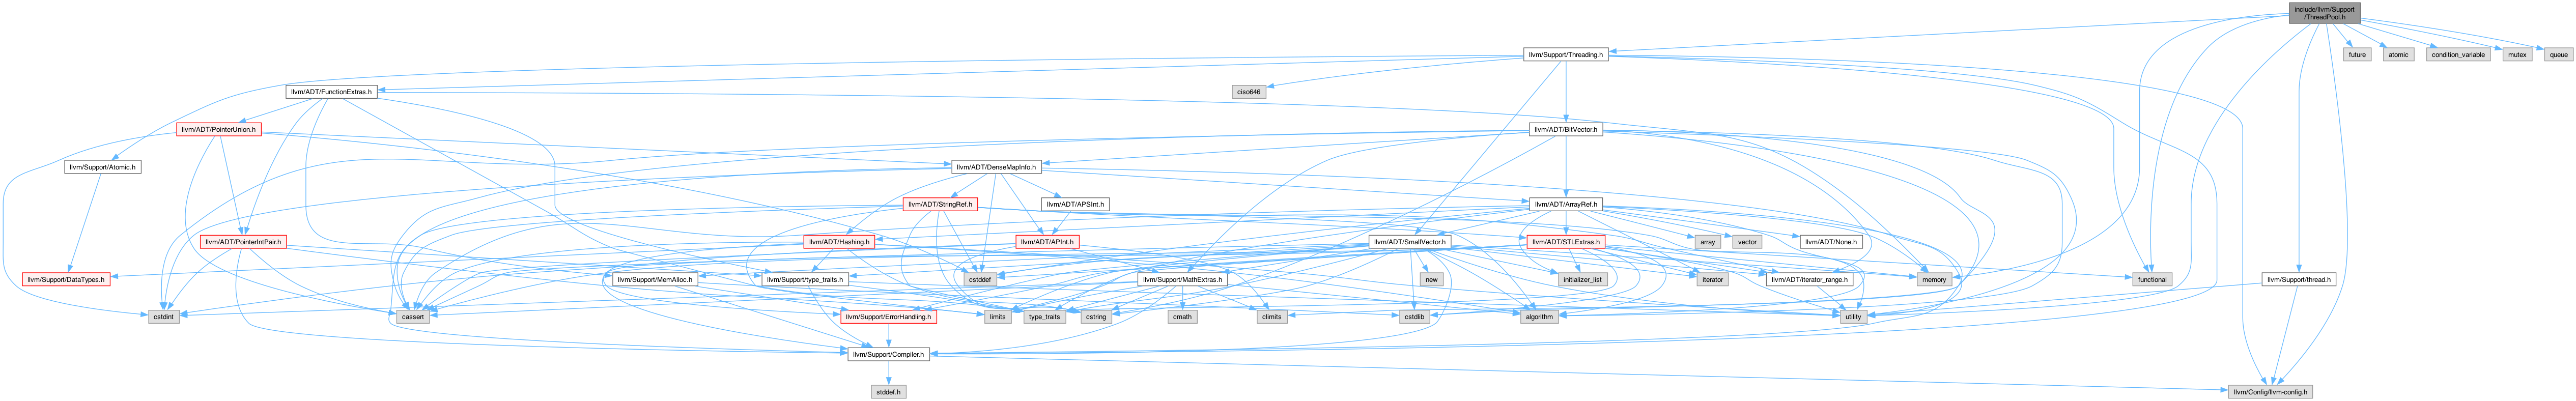 include/llvm/Support
/ThreadPool.h
llvm/Support/Threading.h
future
atomic
condition_variable
mutex
queue
llvm/ADT/FunctionExtras.h
ciso646
llvm/ADT/PointerUnion.h
llvm/ADT/BitVector.h
llvm/Support/Atomic.h
llvm/ADT/DenseMapInfo.h
llvm/ADT/StringRef.h
llvm/ADT/APSInt.h
llvm/ADT/ArrayRef.h
llvm/ADT/PointerIntPair.h
llvm/ADT/Hashing.h
llvm/ADT/APInt.h
llvm/ADT/SmallVector.h
llvm/ADT/STLExtras.h
array
vector
llvm/ADT/None.h
llvm/Support/DataTypes.h
llvm/Support/MemAlloc.h
llvm/Support/type_traits.h
cstddef
llvm/Support/MathExtras.h
new
initializer_list
iterator
llvm/ADT/iterator_range.h
memory
functional
llvm/Support/thread.h
cstdint
cassert
llvm/Support/ErrorHandling.h
limits
type_traits
cstring
cmath
climits
cstdlib
algorithm
utility
llvm/Support/Compiler.h
stddef.h
llvm/Config/llvm-config.h